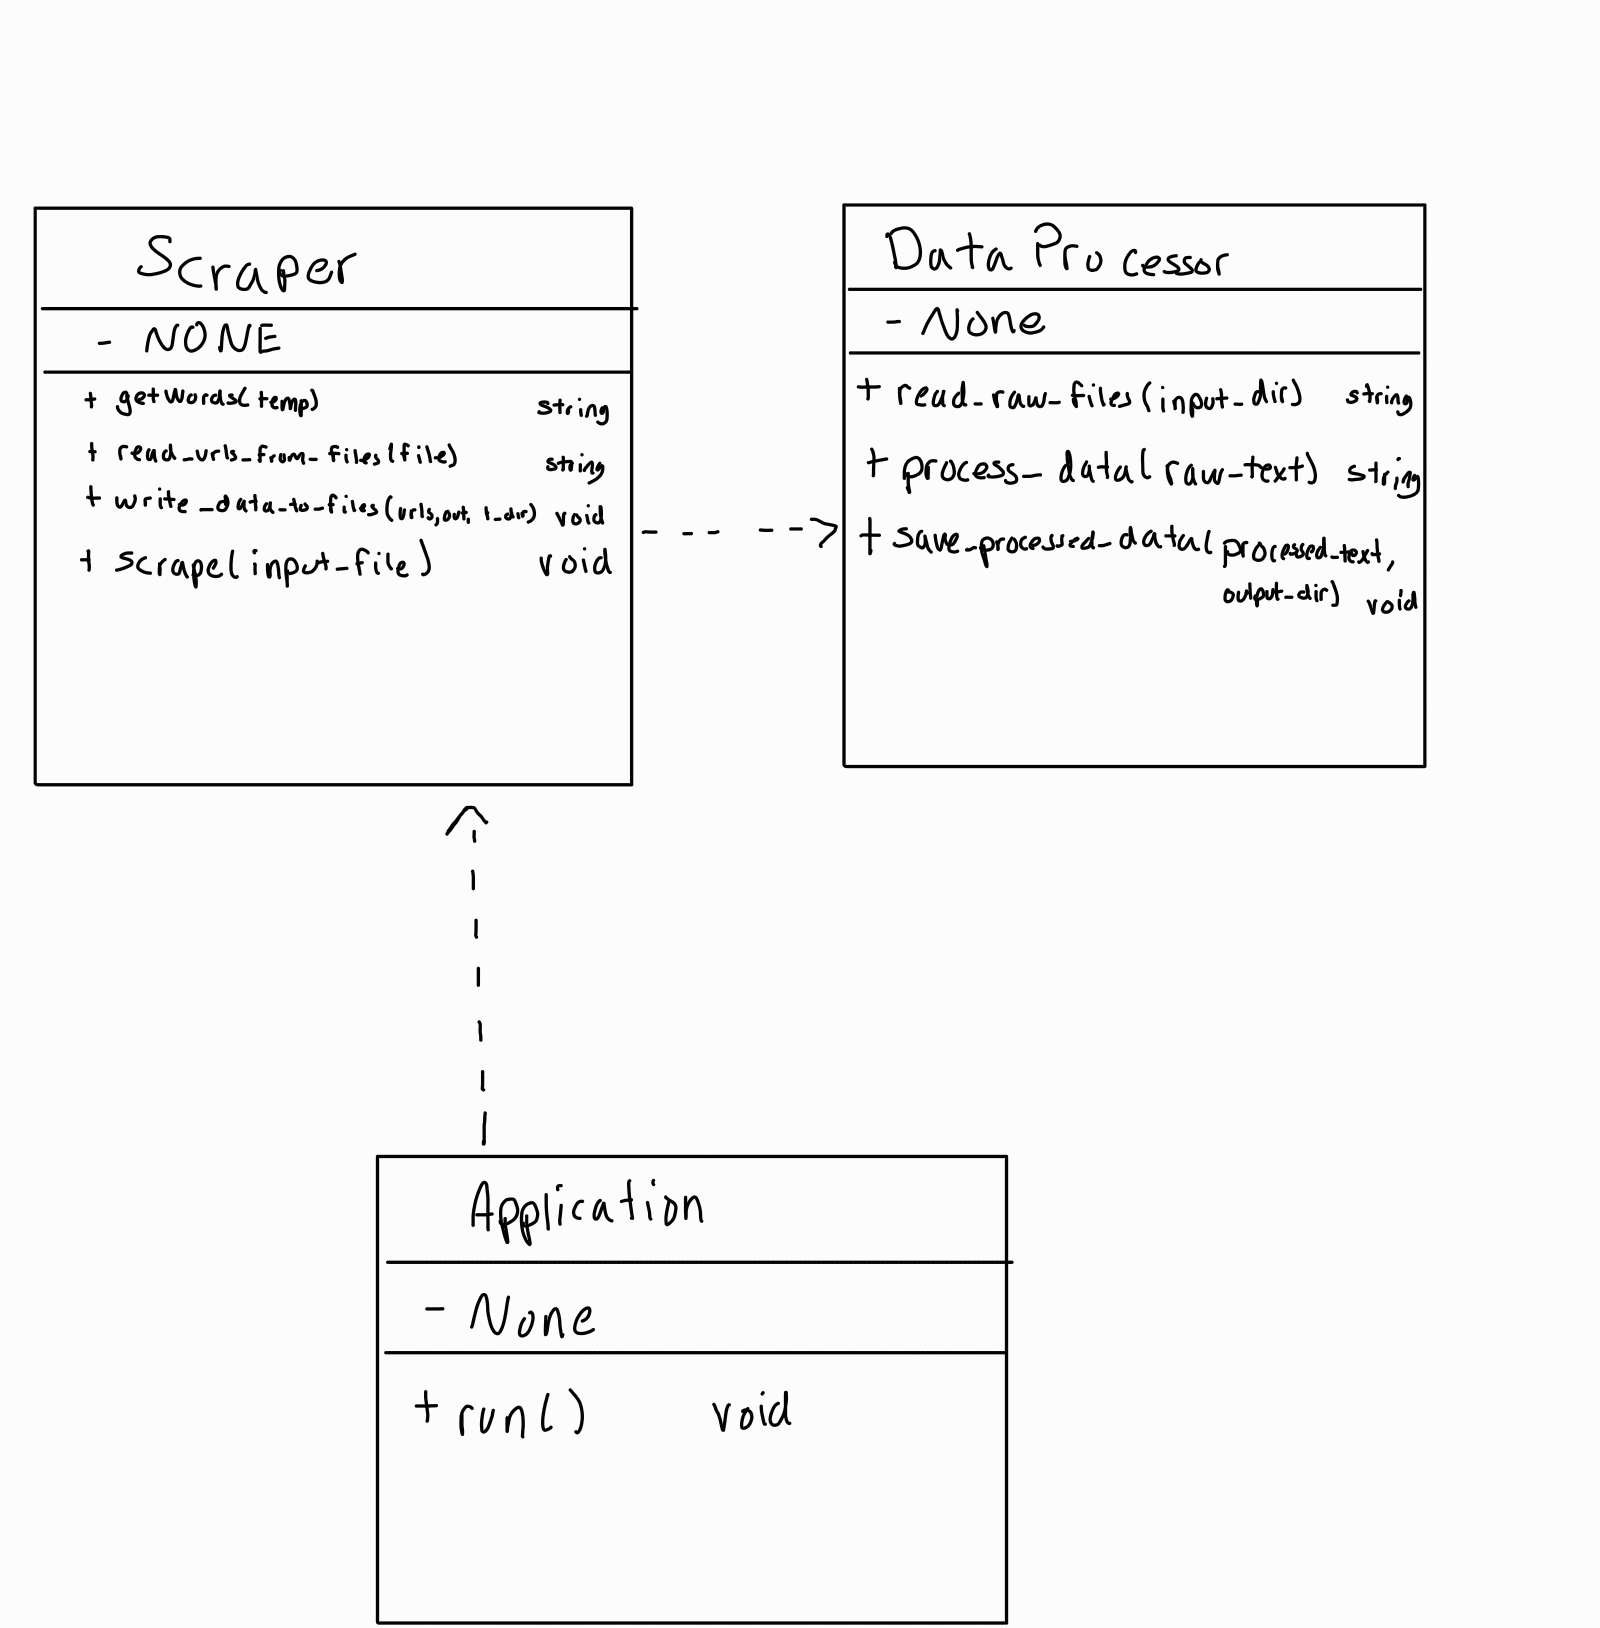 Scraper
- NONE
+ getWords(temp) string
+ read_urls_from_files(file) string
+ write_data_to_files(urls,out, 1_dir) void
+ scrape(input_file) void
Data Processor
- None
+ read_raw_files(input_dir) string
+ process_data(raw_text) string
+ save_processed_data(processed_text,
output_dir) void
Application
- None
+ run() void